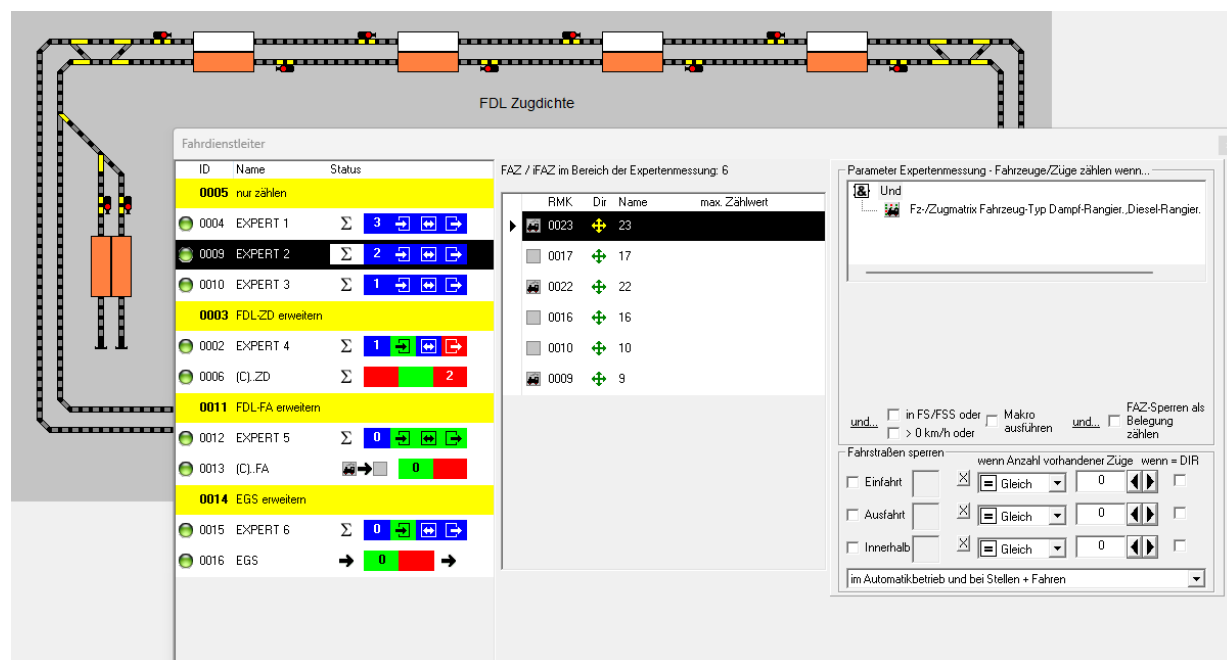 FDL Zugdichte
Fahrdienstleiter
ID Name Status
0005 nur zählen
0004 EXPERT 1 Σ 3
0009 EXPERT 2 Σ 2
0010 EXPERT 3 Σ 1
0003 FDL-ZD erweitern
0002 EXPERT 4 Σ 1
0006 (C)..ZD Σ 2
0011 FDL-FA erweitern
0012 EXPERT 5 Σ 0
0013 (C)..FA 0
0014 EGS erweitern
0015 EXPERT 6 Σ 0
0016 EGS 0
FAZ / iFAZ im Bereich der Expertenmessung: 6
RMK Dir Name max. Zählwert
0023 23
0017 17
0022 22
0016 16
0010 10
0009 9
Parameter Expertenmessung - Fahrzeuge/Züge zählen wenn...
& Und
Fz-/Zugmatrix Fahrzeug-Typ Dampf-Rangier.,Diesel-Rangier.
und... in FS/FSS oder Makro ausführen und... FAZ-Sperren als Belegung zählen
> 0 km/h oder
Fahrstraßen sperren
wenn Anzahl vorhandener Züge wenn = DIR
Einfahrt X = Gleich 0
Ausfahrt X = Gleich 0
Innerhalb X = Gleich 0
im Automatikbetrieb und bei Stellen + Fahren